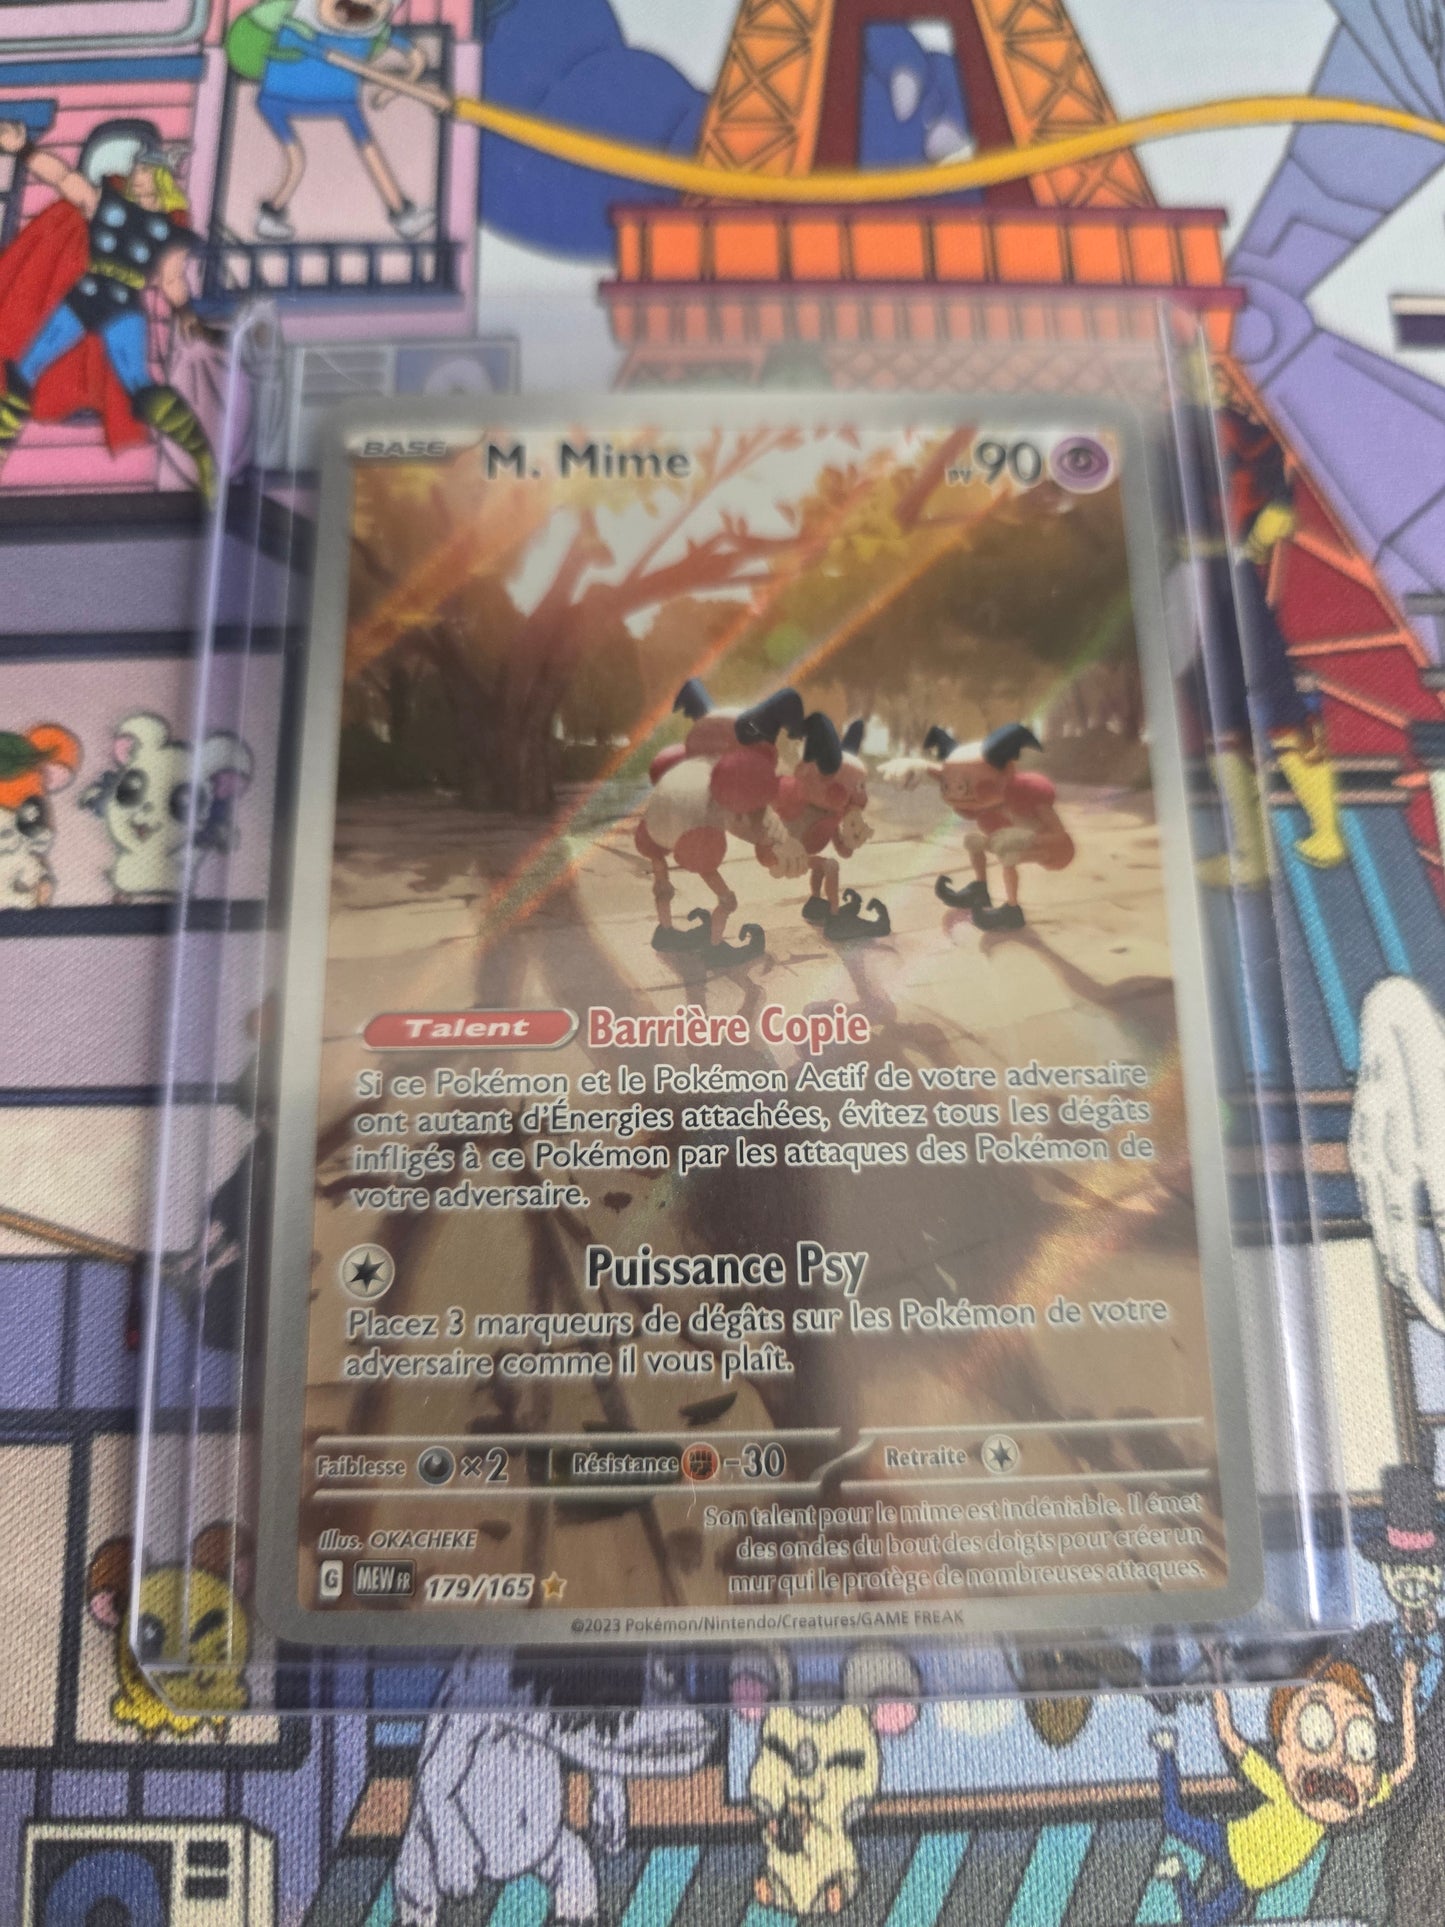 BASE M. Mime PV 90
Talent Barrière Copie
Si ce Pokémon et le Pokémon Actif de votre adversaire
ont autant d'Énergies attachées, évitez tous les dégâts
infligés à ce Pokémon par les attaques des Pokémon de
votre adversaire.
Puissance Psy
Placez 3 marqueurs de dégâts sur les Pokémon de votre
adversaire comme il vous plaît.
Faiblesse ×2 Résistance -30 Retraite
Son talent pour le mime est indéniable. Il émet
des ondes du bout des doigts pour créer un
mur qui le protège de nombreuses attaques.
Illus. OKACHEKE
G MEW FR 179/165
©2023 Pokémon/Nintendo/Creatures/GAME FREAK